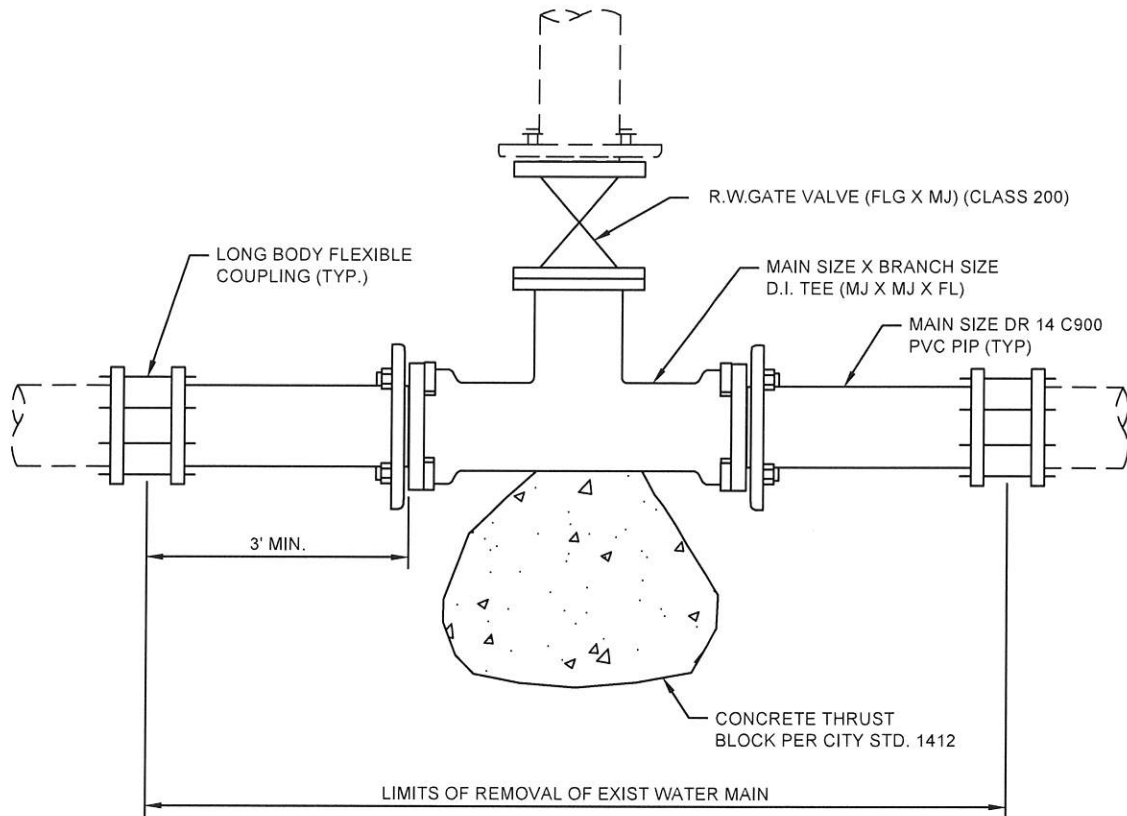 R.W.GATE VALVE (FLG X MJ) (CLASS 200)
LONG BODY FLEXIBLE
COUPLING (TYP.)
MAIN SIZE X BRANCH SIZE
D.I. TEE (MJ X MJ X FL)
MAIN SIZE DR 14 C900
PVC PIP (TYP)
3' MIN.
CONCRETE THRUST
BLOCK PER CITY STD. 1412
LIMITS OF REMOVAL OF EXIST WATER MAIN